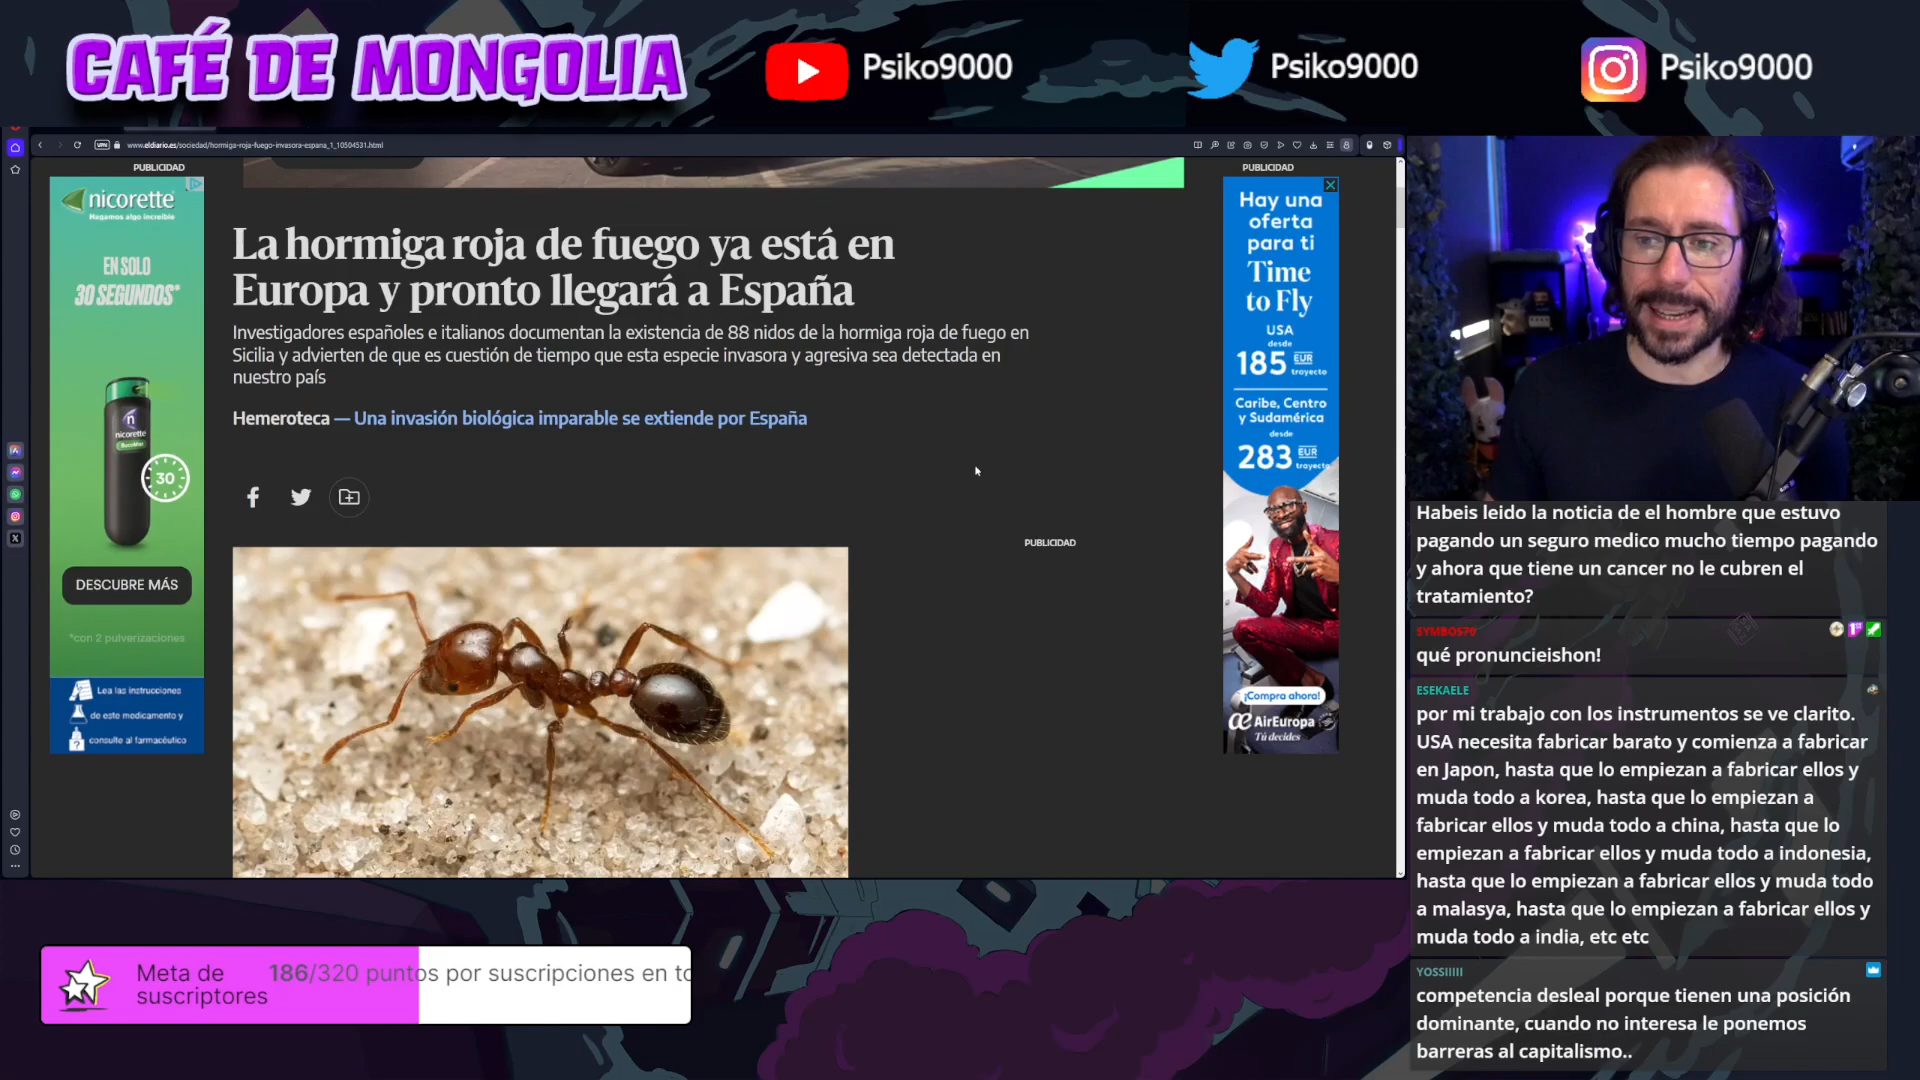 CAFÉ DE MONGOLIA
Psiko9000
Psiko9000
Psiko9000
VPN
www.eldiario.es/sociedad/hormiga-roja-fuego-invasora-espana_1_10504531.html
PUBLICIDAD
nicorette
Hagamos algo increíble
EN SOLO
30 SEGUNDOS*
nicorette
30
DESCUBRE MÁS
*con 2 pulverizaciones
Lea las instrucciones
de este medicamento y
consulte al farmacéutico
La hormiga roja de fuego ya está en
Europa y pronto llegará a España
Investigadores españoles e italianos documentan la existencia de 88 nidos de la hormiga roja de fuego en
Sicilia y advierten de que es cuestión de tiempo que esta especie invasora y agresiva sea detectada en
nuestro país
Hemeroteca — Una invasión biológica imparable se extiende por España
PUBLICIDAD
PUBLICIDAD
Hay una
oferta
para ti
Time
to Fly
USA
desde
185 EUR
trayecto
Caribe, Centro
y Sudamérica
desde
283 EUR
trayecto
¡Compra ahora!
AirEuropa
Tú decides
Habeis leido la noticia de el hombre que estuvo
pagando un seguro medico mucho tiempo pagando
y ahora que tiene un cancer no le cubren el
tratamiento?
SYMBOS70
qué pronuncieishon!
ESEKAELE
por mi trabajo con los instrumentos se ve clarito.
USA necesita fabricar barato y comienza a fabricar
en Japon, hasta que lo empiezan a fabricar ellos y
muda todo a korea, hasta que lo empiezan a
fabricar ellos y muda todo a china, hasta que lo
empiezan a fabricar ellos y muda todo a indonesia,
hasta que lo empiezan a fabricar ellos y muda todo
a malasya, hasta que lo empiezan a fabricar ellos y
muda todo a india, etc etc
YOSSIIIII
competencia desleal porque tienen una posición
dominante, cuando no interesa le ponemos
barreras al capitalismo..
Meta de
suscriptores
186/320 puntos por suscripciones en to